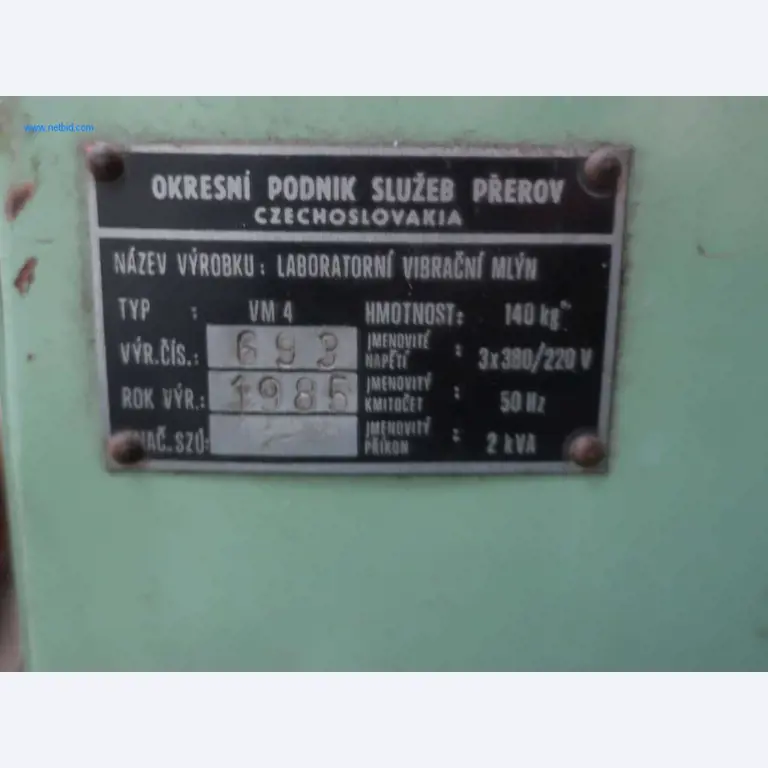 www.netbid.com
OKRESNÍ PODNIK SLUŽEB PŘEROV
CZECHOSLOVAKIA
NÁZEV VÝROBKU: LABORATORNÍ VIBRAČNÍ MLÝN
TYP : VM 4 HMOTNOST: 140 kg
VÝR.ČÍS.: 693 JMENOVITÉ NAPĚTÍ : 3x380/220 V
ROK VÝR.: 1985 JMENOVITÝ KMITOČET : 50 Hz
SZÚ: JMENOVITÝ PŘÍKON : 2 kVA